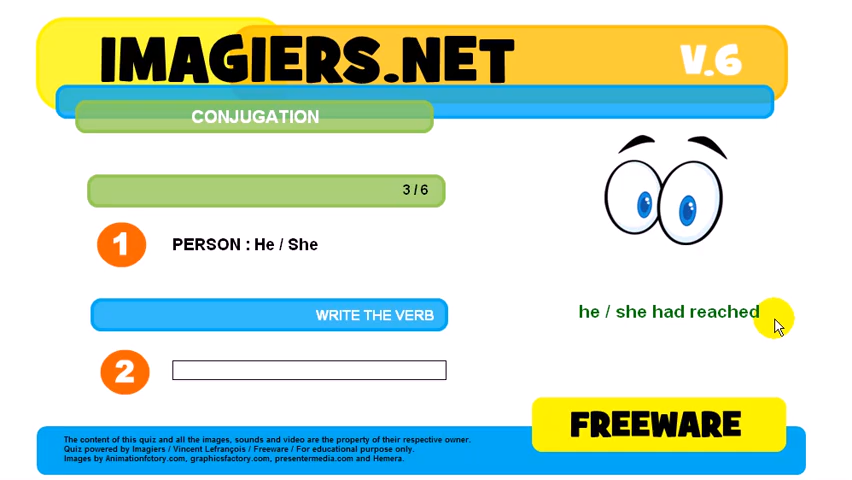 IMAGIERS.NET
V.6
CONJUGATION
3 / 6
1
PERSON : He / She
WRITE THE VERB
he / she had reached
2
FREEWARE
The content of this quiz and all the images, sounds and video are the property of their respective owner.
Quiz powered by Imagiers / Vincent Lefrançois / Freeware / For educational purpose only.
Images by Animationfctory.com, graphicsfactory.com, presentermedia.com and Hemera.